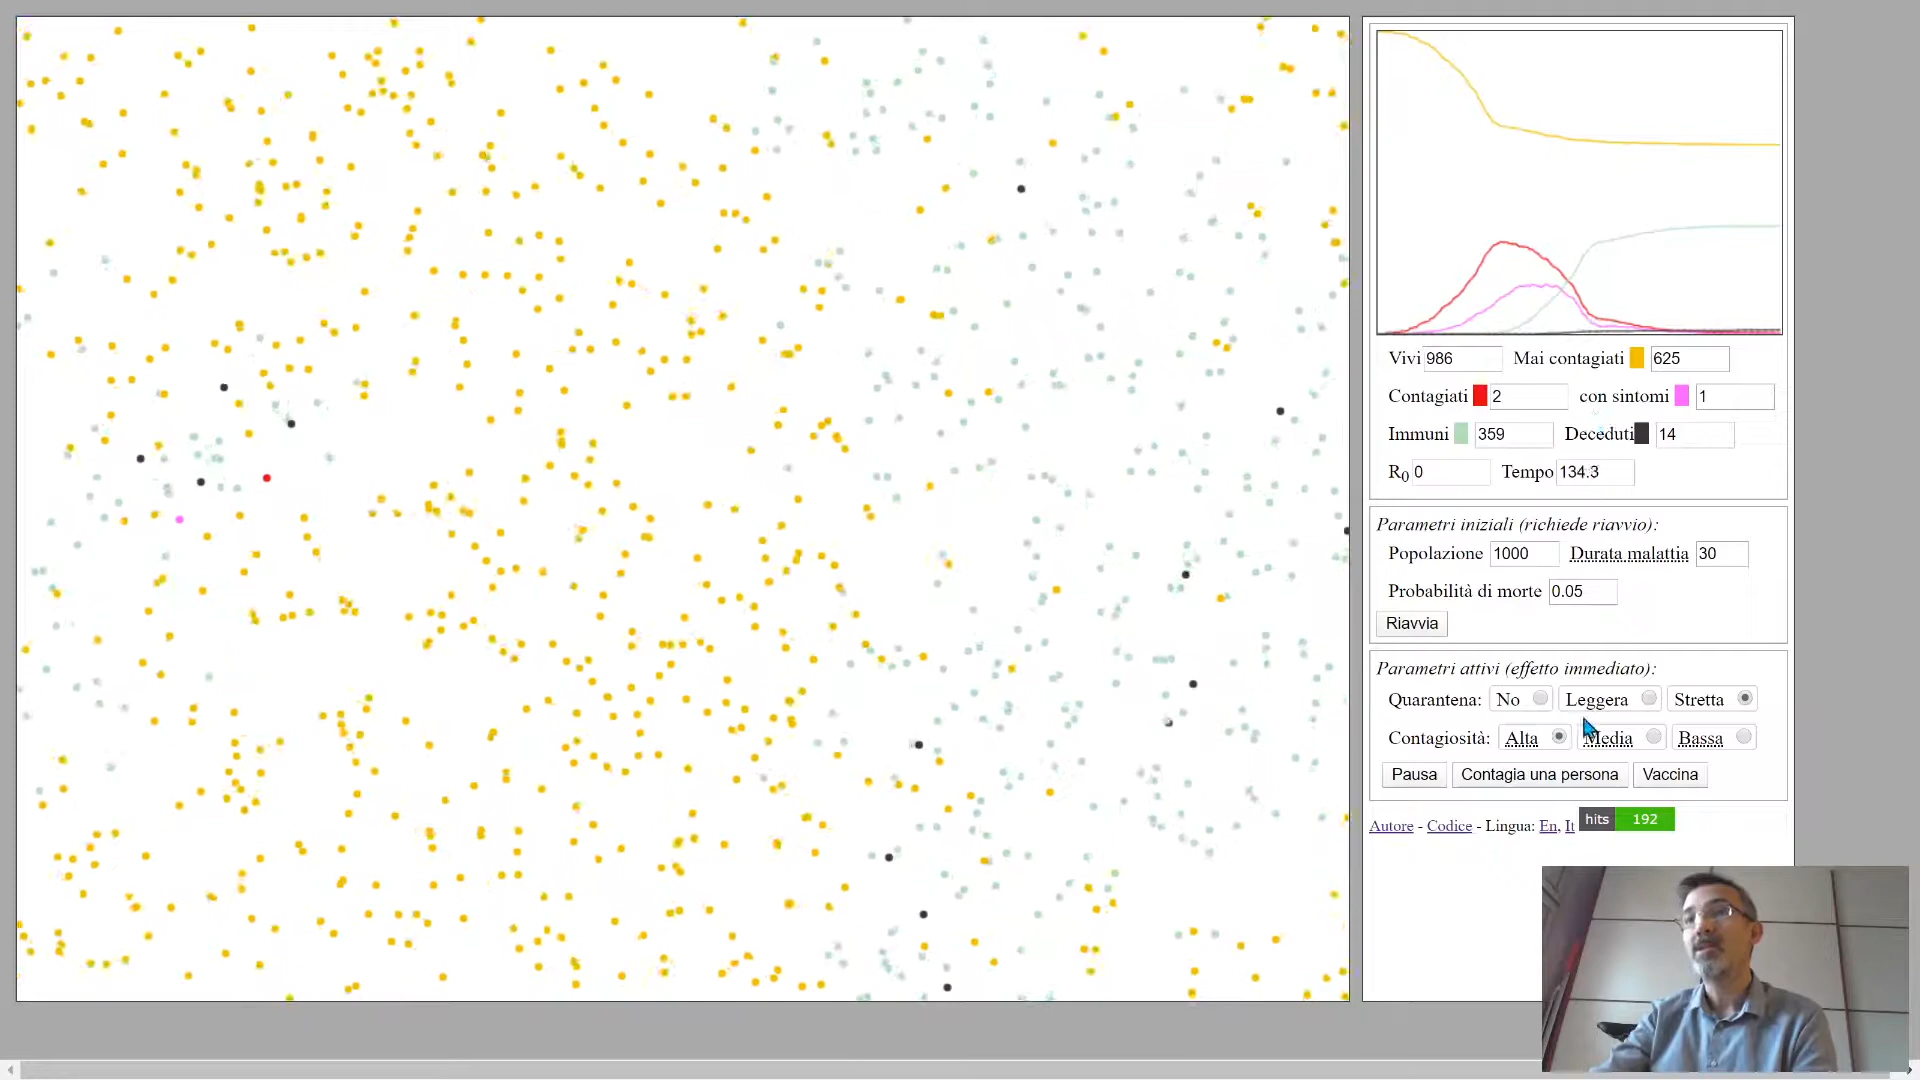 Vivi 986 Mai contagiati 625
Contagiati 2 con sintomi 1
Immuni 359 Deceduti 14
R0 0 Tempo 134.3
Parametri iniziali (richiede riavvio):
Popolazione 1000 Durata malattia 30
Probabilità di morte 0.05
Riavvia
Parametri attivi (effetto immediato):
Quarantena: No Leggera Stretta
Contagiosità: Alta Media Bassa
Pausa Contagia una persona Vaccina
Autore - Codice - Lingua: En, It hits 192